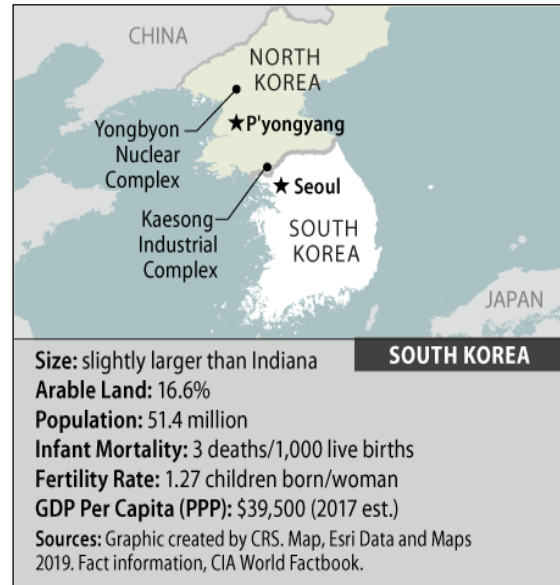 CHINA
NORTH
KOREA
Yongbyon
Nuclear
Complex
P'yongyang
Kaesong
Industrial
Complex
Seoul
SOUTH
KOREA
JAPAN
SOUTH KOREA
Size: slightly larger than Indiana
Arable Land: 16.6%
Population: 51.4 million
Infant Mortality: 3 deaths/1,000 live births
Fertility Rate: 1.27 children born/woman
GDP Per Capita (PPP): $39,500 (2017 est.)
Sources: Graphic created by CRS. Map, Esri Data and Maps
2019. Fact information, CIA World Factbook.